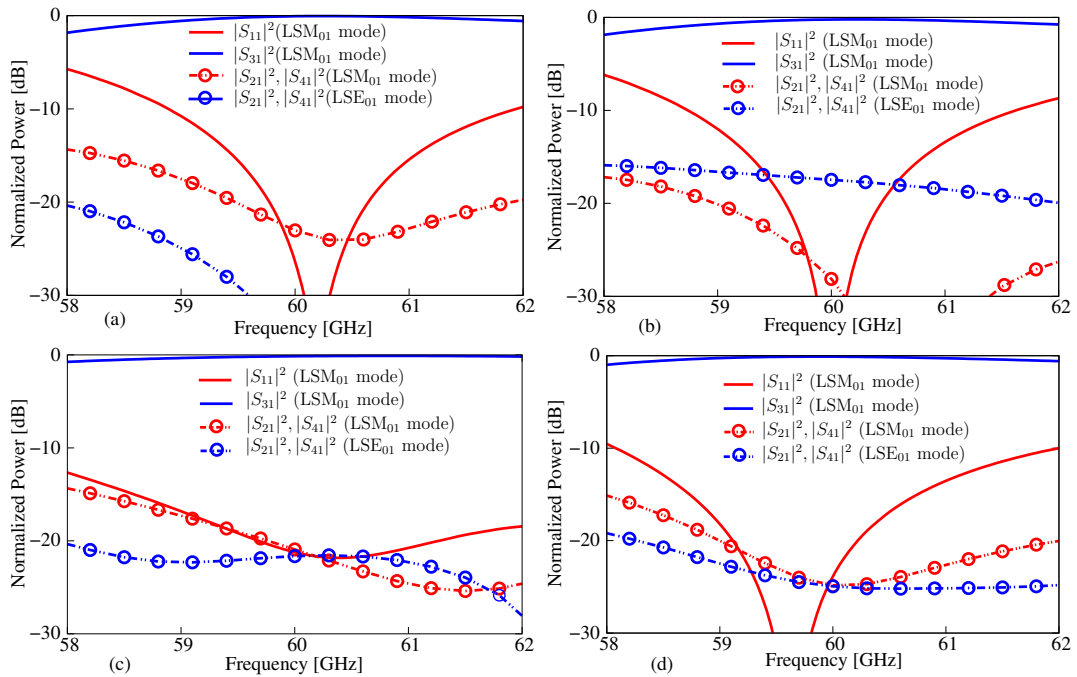 Normalized Power [dB]
0
−10
−20
−30
|S₁₁|²(LSM₀₁ mode)
|S₃₁|²(LSM₀₁ mode)
|S₂₁|², |S₄₁|²(LSM₀₁ mode)
|S₂₁|², |S₄₁|²(LSE₀₁ mode)
58 59 60 61 62
(a) Frequency [GHz]
Normalized Power [dB]
0
−10
−20
−30
|S₁₁|² (LSM₀₁ mode)
|S₃₁|² (LSM₀₁ mode)
|S₂₁|², |S₄₁|² (LSM₀₁ mode)
|S₂₁|², |S₄₁|² (LSE₀₁ mode)
58 59 60 61 62
(b) Frequency [GHz]
Normalized Power [dB]
0
−10
−20
−30
|S₁₁|² (LSM₀₁ mode)
|S₃₁|² (LSM₀₁ mode)
|S₂₁|², |S₄₁|² (LSM₀₁ mode)
|S₂₁|², |S₄₁|² (LSE₀₁ mode)
58 59 60 61 62
(c) Frequency [GHz]
Normalized Power [dB]
0
−10
−20
−30
|S₁₁|² (LSM₀₁ mode)
|S₃₁|² (LSM₀₁ mode)
|S₂₁|², |S₄₁|² (LSM₀₁ mode)
|S₂₁|², |S₄₁|² (LSE₀₁ mode)
58 59 60 61 62
(d) Frequency [GHz]